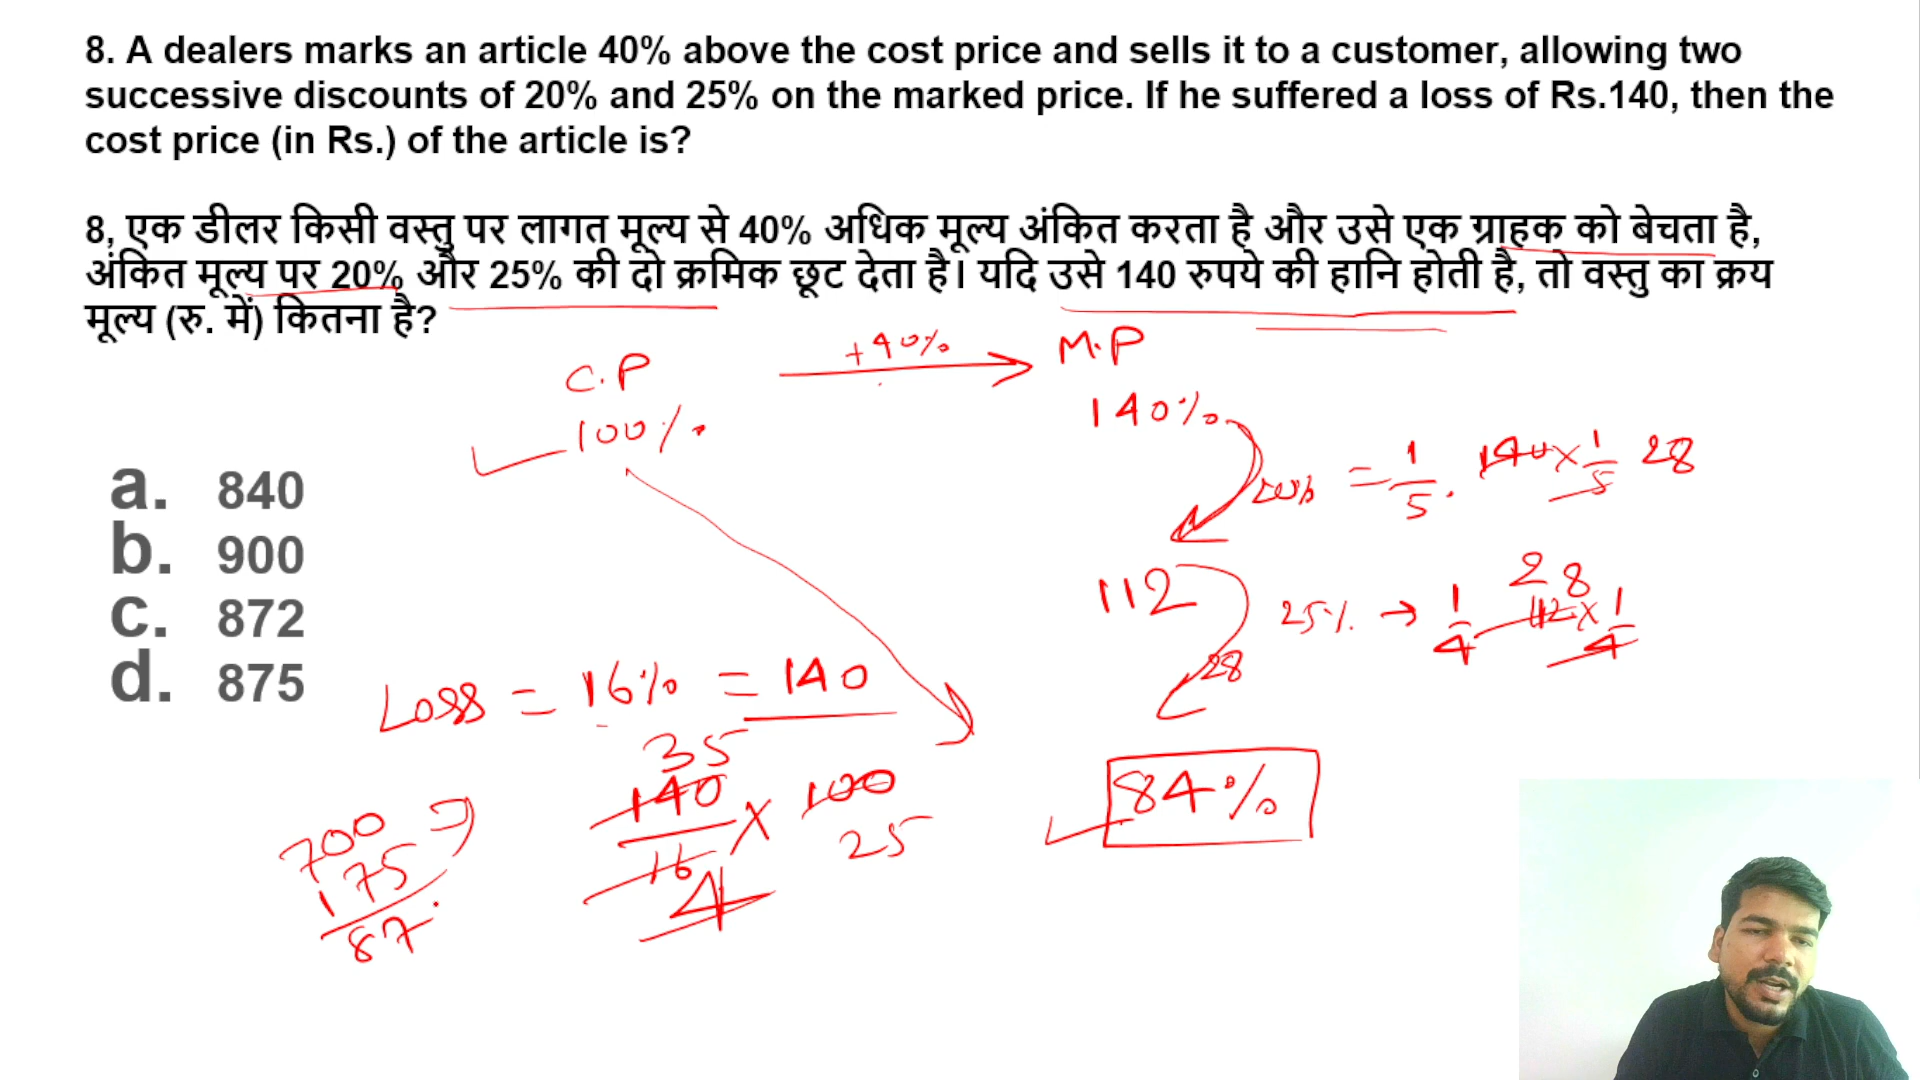 8. A dealers marks an article 40% above the cost price and sells it to a customer, allowing two
successive discounts of 20% and 25% on the marked price. If he suffered a loss of Rs.140, then the
cost price (in Rs.) of the article is?
8, एक डीलर किसी वस्तु पर लागत मूल्य से 40% अधिक मूल्य अंकित करता है और उसे एक ग्राहक को बेचता है,
अंकित मूल्य पर 20% और 25% की दो क्रमिक छूट देता है। यदि उसे 140 रुपये की हानि होती है, तो वस्तु का क्रय
मूल्य (रु. में) कितना है?
C.P +40% M.P
100% 140%
= 1/5. 140 x 1/5 28
a. 840
b. 900
c. 872
d. 875
112 25% → 1/4 112 x 1/4 28
28
Loss = 16% = 140
84%
35
140/16 x 100
4 25
700
175
87